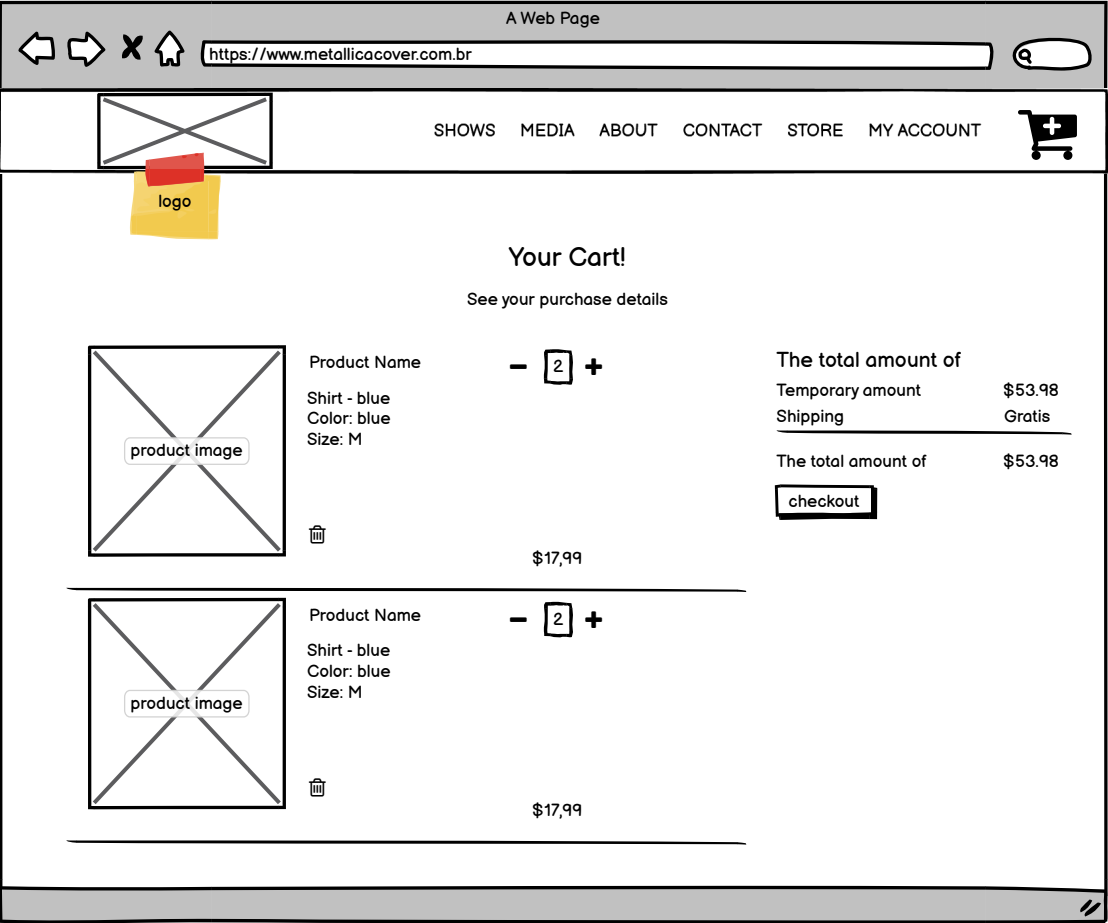 A Web Page
https://www.metallicacover.com.br
SHOWS MEDIA ABOUT CONTACT STORE MY ACCOUNT
logo
Your Cart!
See your purchase details
product image
Product Name
2
Shirt - blue
Color: blue
Size: M
$17,99
The total amount of
Temporary amount $53.98
Shipping Gratis
The total amount of $53.98
checkout
product image
Product Name
2
Shirt - blue
Color: blue
Size: M
$17,99